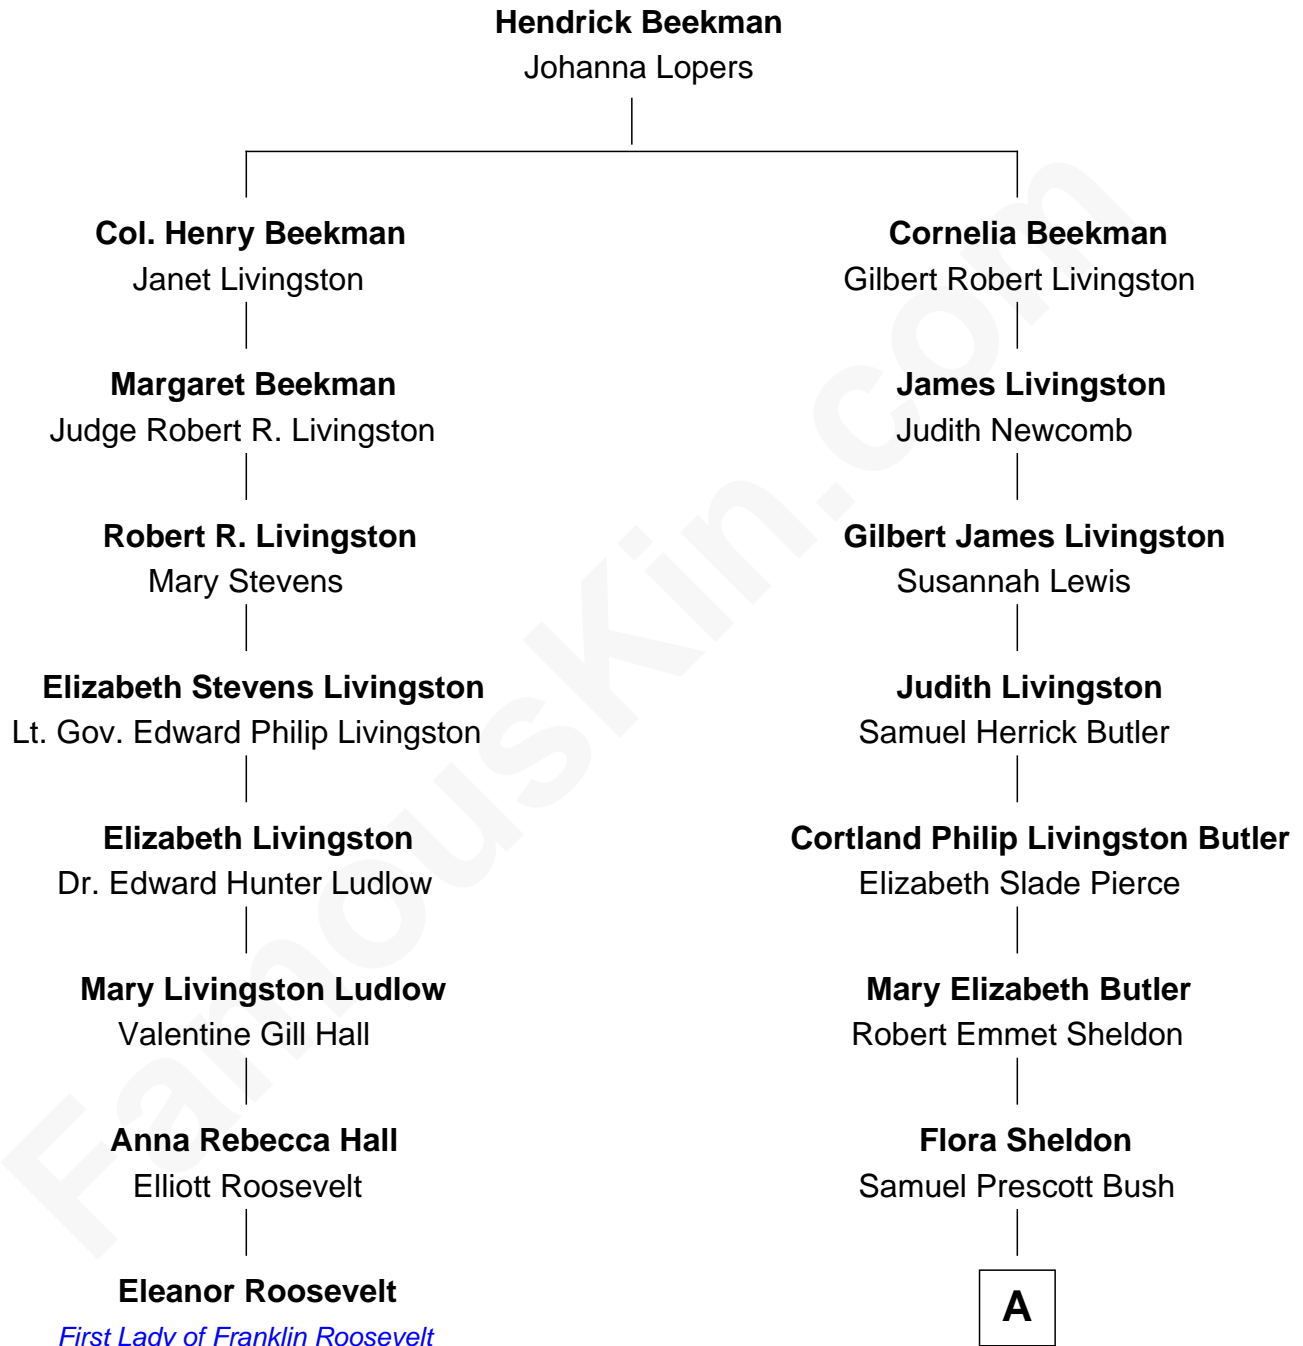 Hendrick Beekman
Johanna Lopers
Col. Henry Beekman
Janet Livingston
Cornelia Beekman
Gilbert Robert Livingston
Margaret Beekman
Judge Robert R. Livingston
James Livingston
Judith Newcomb
Robert R. Livingston
Mary Stevens
Gilbert James Livingston
Susannah Lewis
Elizabeth Stevens Livingston
Lt. Gov. Edward Philip Livingston
Judith Livingston
Samuel Herrick Butler
Elizabeth Livingston
Dr. Edward Hunter Ludlow
Cortland Philip Livingston Butler
Elizabeth Slade Pierce
Mary Livingston Ludlow
Valentine Gill Hall
Mary Elizabeth Butler
Robert Emmet Sheldon
Anna Rebecca Hall
Elliott Roosevelt
Flora Sheldon
Samuel Prescott Bush
Eleanor Roosevelt
First Lady of Franklin Roosevelt
A
FamousKin.com